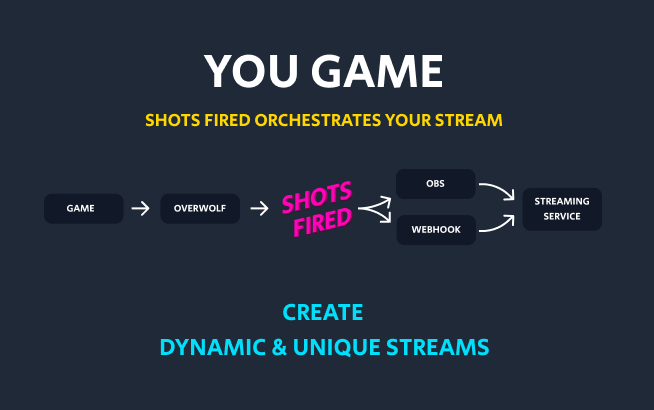 YOU GAME
SHOTS FIRED ORCHESTRATES YOUR STREAM
GAME
OVERWOLF
SHOTS
FIRED
OBS
WEBHOOK
STREAMING
SERVICE
CREATE
DYNAMIC & UNIQUE STREAMS